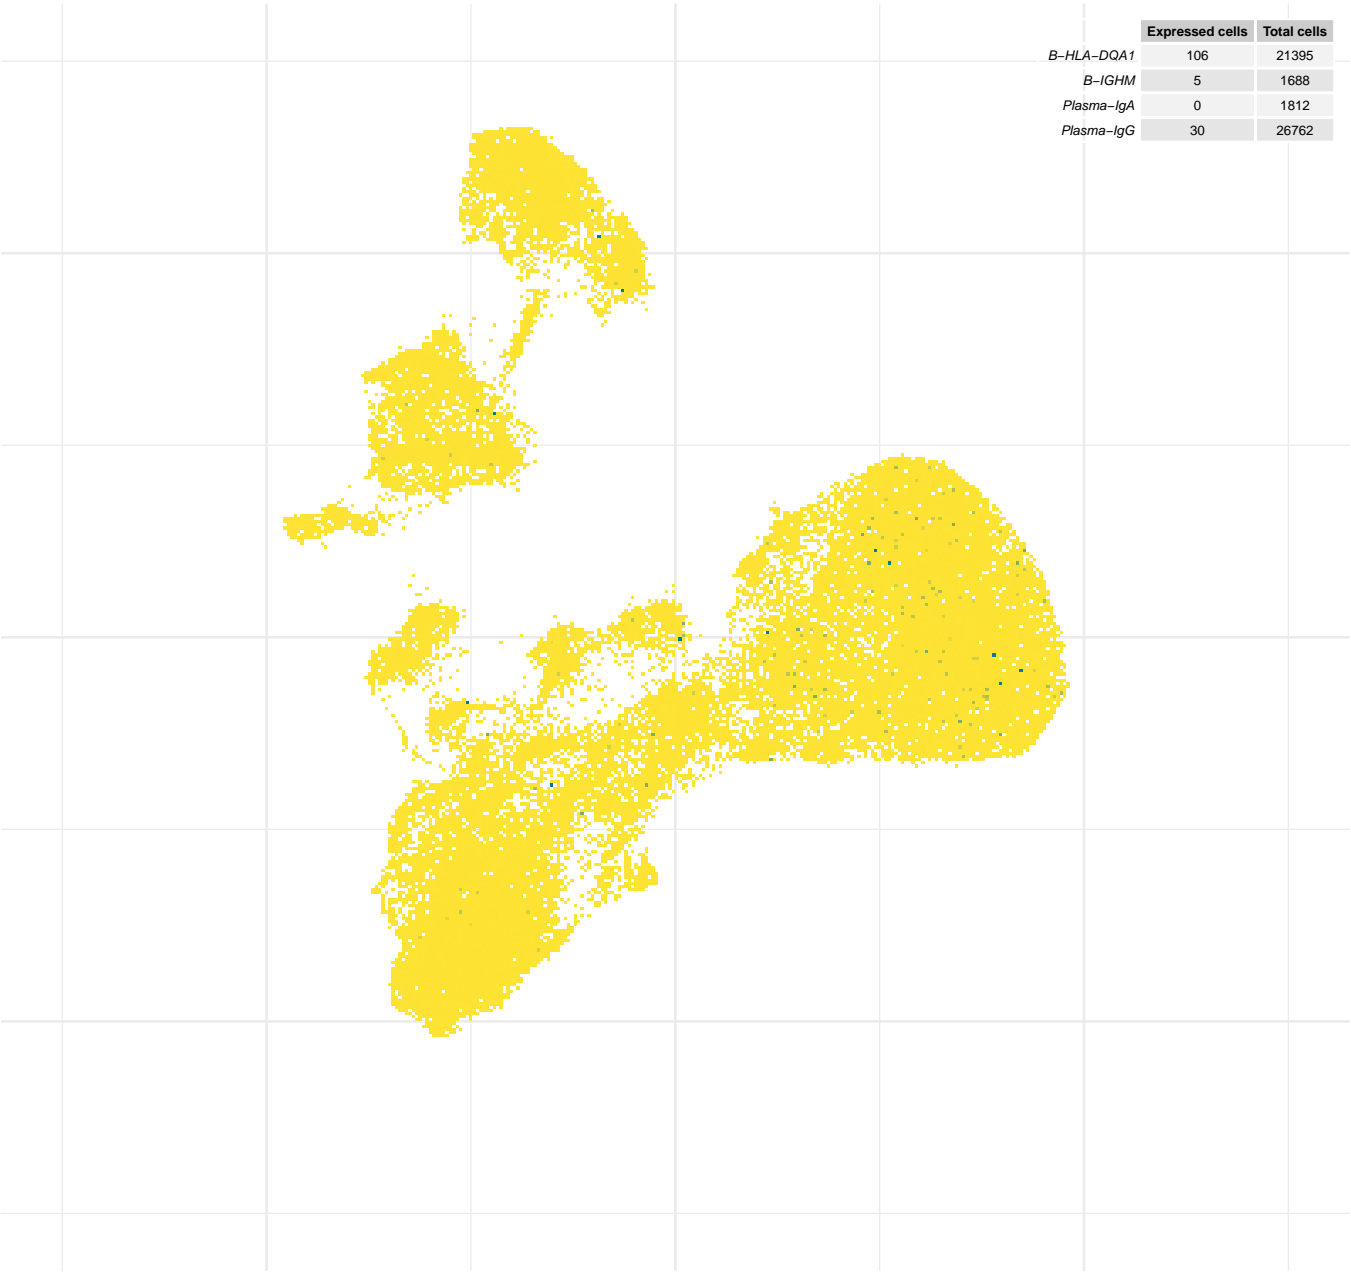 Expressed cells Total cells
B−HLA−DQA1 106 21395
B−IGHM 5 1688
Plasma−IgA 0 1812
Plasma−IgG 30 26762